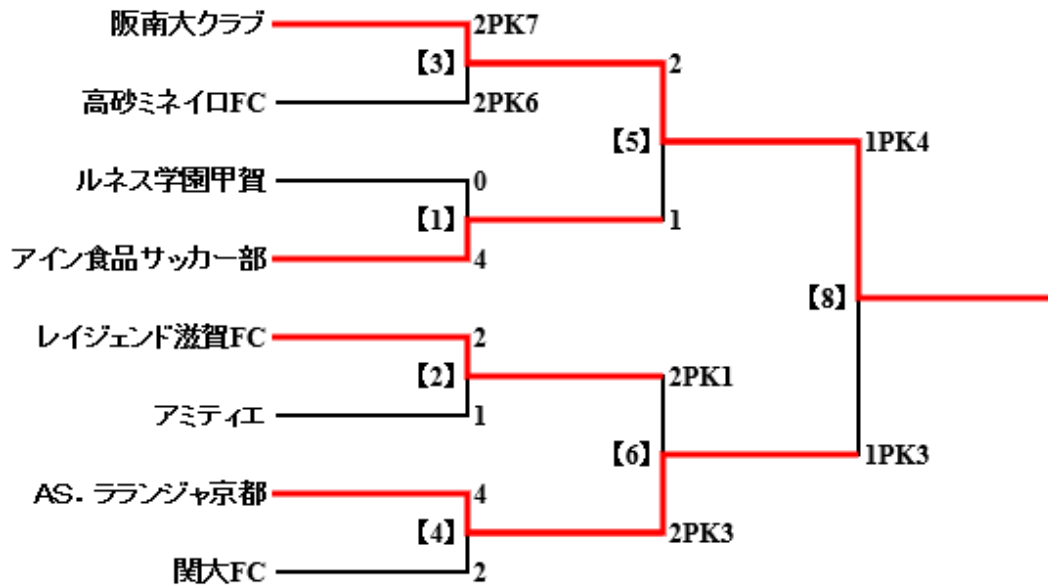 阪南大クラブ 2PK7
【3】 2
高砂ミネイロFC 2PK6
【5】 1PK4
ルネス学園甲賀 0
【1】 1
アイン食品サッカー部 4
【8】
レイジェンド滋賀FC 2
【2】 2PK1
アミティエ 1
【6】 1PK3
AS．ラランジャ京都 4
【4】 2PK3
関大FC 2